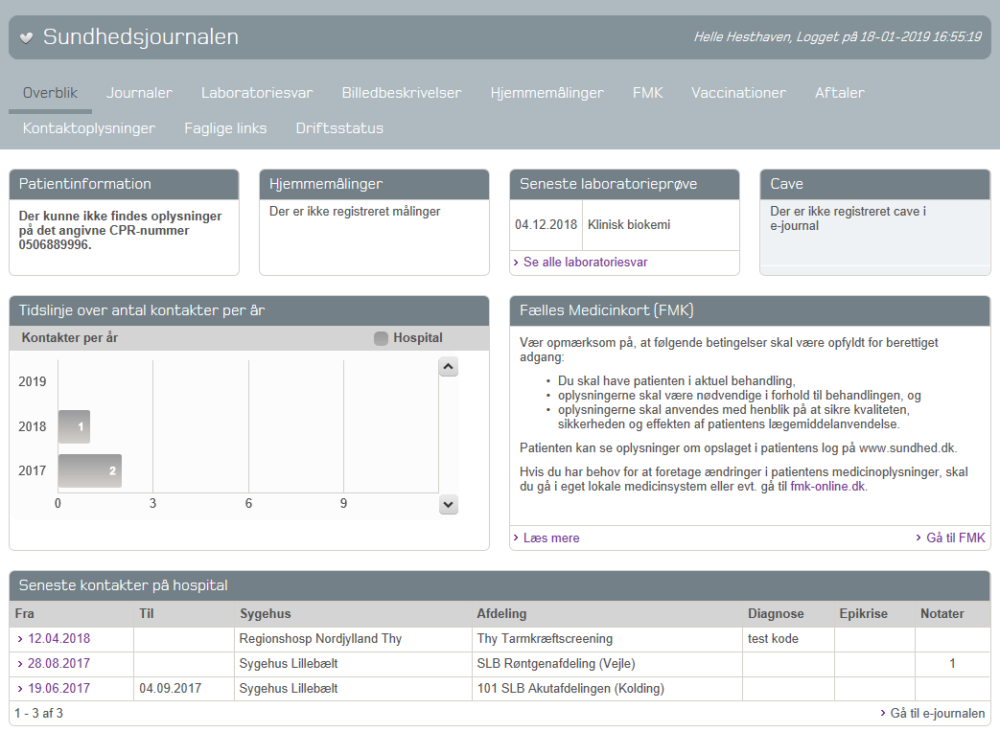 Sundhedsjournalen
Helle Hesthaven, Logget på 18-01-2019 16:55:19
Overblik Journaler Laboratoriesvar Billedbeskrivelser Hjemmemålinger FMK Vaccinationer Aftaler
Kontaktoplysninger Faglige links Driftsstatus
Patientinformation
Der kunne ikke findes oplysninger
på det angivne CPR-nummer
0506889996.
Hjemmemålinger
Der er ikke registreret målinger
Seneste laboratorieprøve
04.12.2018 Klinisk biokemi
› Se alle laboratoriesvar
Cave
Der er ikke registreret cave i
e-journal
Tidslinje over antal kontakter per år
Kontakter per år Hospital
2019
2018 1
2017 2
0 3 6 9
Fælles Medicinkort (FMK)
Vær opmærksom på, at følgende betingelser skal være opfyldt for berettiget
adgang:
• Du skal have patienten i aktuel behandling,
• oplysningerne skal være nødvendige i forhold til behandlingen, og
• oplysningerne skal anvendes med henblik på at sikre kvaliteten,
sikkerheden og effekten af patientens lægemiddelanvendelse.
Patienten kan se oplysninger om opslaget i patientens log på www.sundhed.dk.
Hvis du har behov for at foretage ændringer i patientens medicinoplysninger, skal
du gå i eget lokale medicinsystem eller evt. gå til fmk-online.dk.
› Læs mere › Gå til FMK
Seneste kontakter på hospital
Fra Til Sygehus Afdeling Diagnose Epikrise Notater
› 12.04.2018 Regionshosp Nordjylland Thy Thy Tarmkræftscreening test kode
› 28.08.2017 Sygehus Lillebælt SLB Røntgenafdeling (Vejle) 1
› 19.06.2017 04.09.2017 Sygehus Lillebælt 101 SLB Akutafdelingen (Kolding)
1 - 3 af 3 › Gå til e-journalen